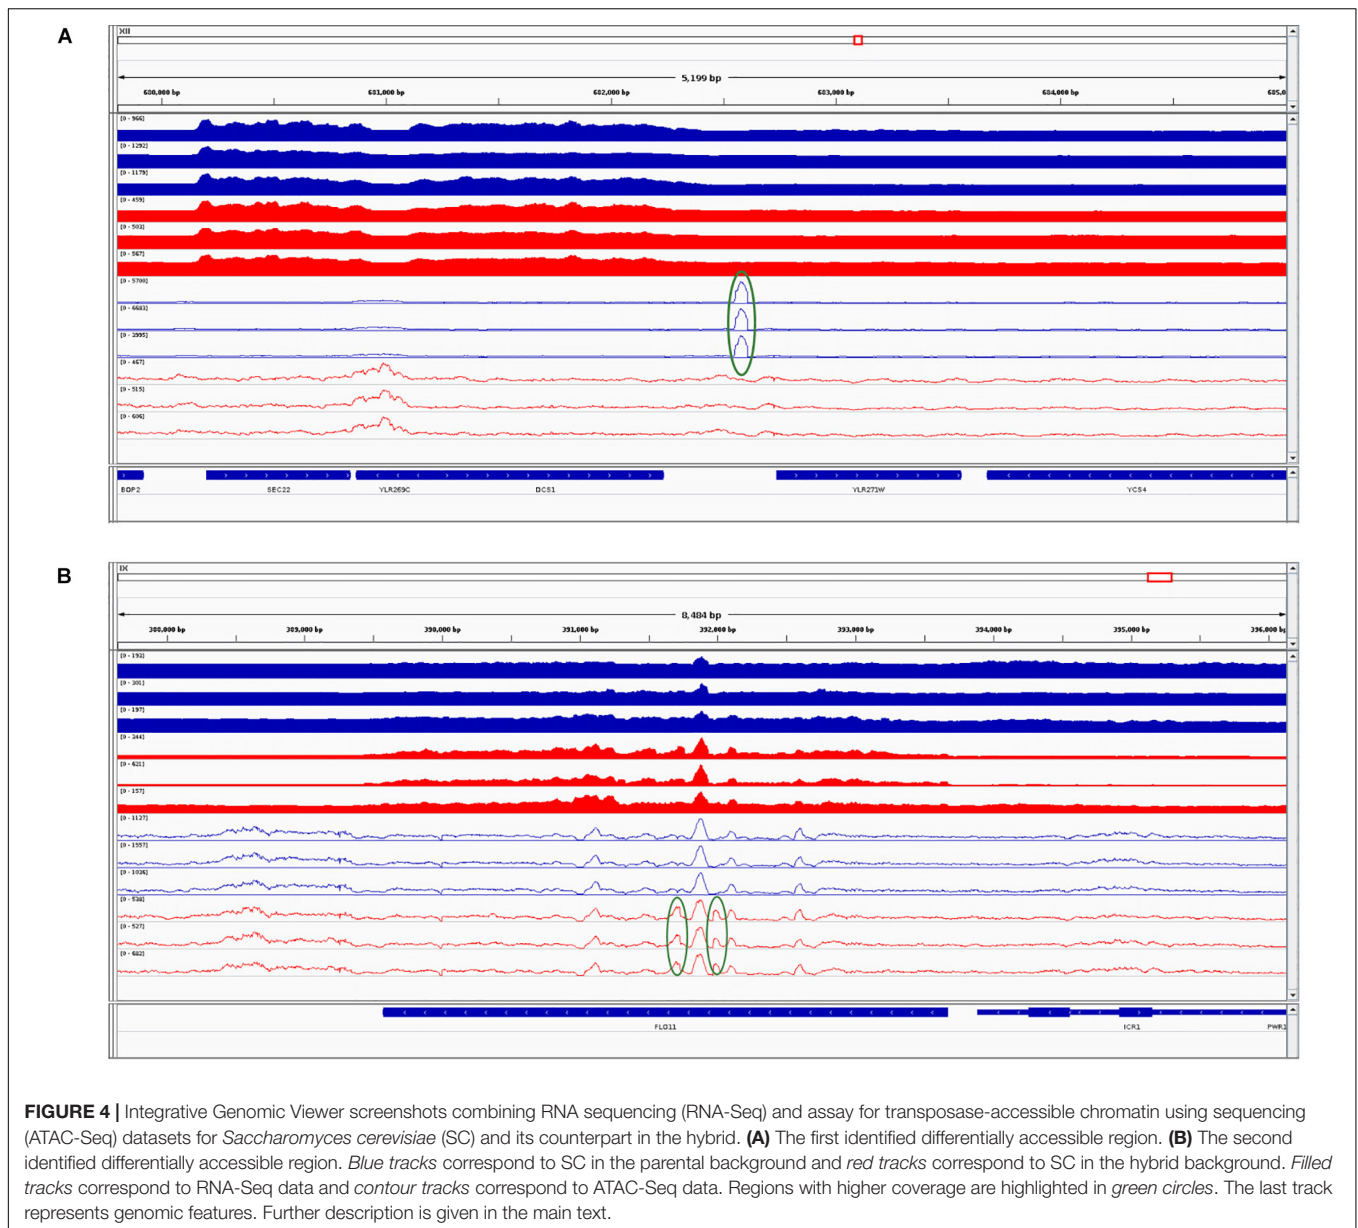 A
XII
5,199 bp
680,000 bp 681,000 bp 682,000 bp 683,000 bp 684,000 bp 685,0
[0 - 966]
[0 - 1292]
[0 - 1179]
[0 - 459]
[0 - 503]
[0 - 567]
[0 - 5700]
[0 - 6683]
[0 - 3995]
[0 - 467]
[0 - 515]
[0 - 606]
BOP2 SEC22 YLR269C DCS1 YLR271W YCS4
B
IX
8,484 bp
388,000 bp 389,000 bp 390,000 bp 391,000 bp 392,000 bp 393,000 bp 394,000 bp 395,000 bp 396,000 bp
[0 - 193]
[0 - 301]
[0 - 197]
[0 - 344]
[0 - 621]
[0 - 157]
[0 - 1127]
[0 - 1557]
[0 - 1036]
[0 - 538]
[0 - 527]
[0 - 682]
FLO11 ICR1 PWR1
FIGURE 4 | Integrative Genomic Viewer screenshots combining RNA sequencing (RNA-Seq) and assay for transposase-accessible chromatin using sequencing
(ATAC-Seq) datasets for Saccharomyces cerevisiae (SC) and its counterpart in the hybrid. (A) The first identified differentially accessible region. (B) The second
identified differentially accessible region. Blue tracks correspond to SC in the parental background and red tracks correspond to SC in the hybrid background. Filled
tracks correspond to RNA-Seq data and contour tracks correspond to ATAC-Seq data. Regions with higher coverage are highlighted in green circles. The last track
represents genomic features. Further description is given in the main text.